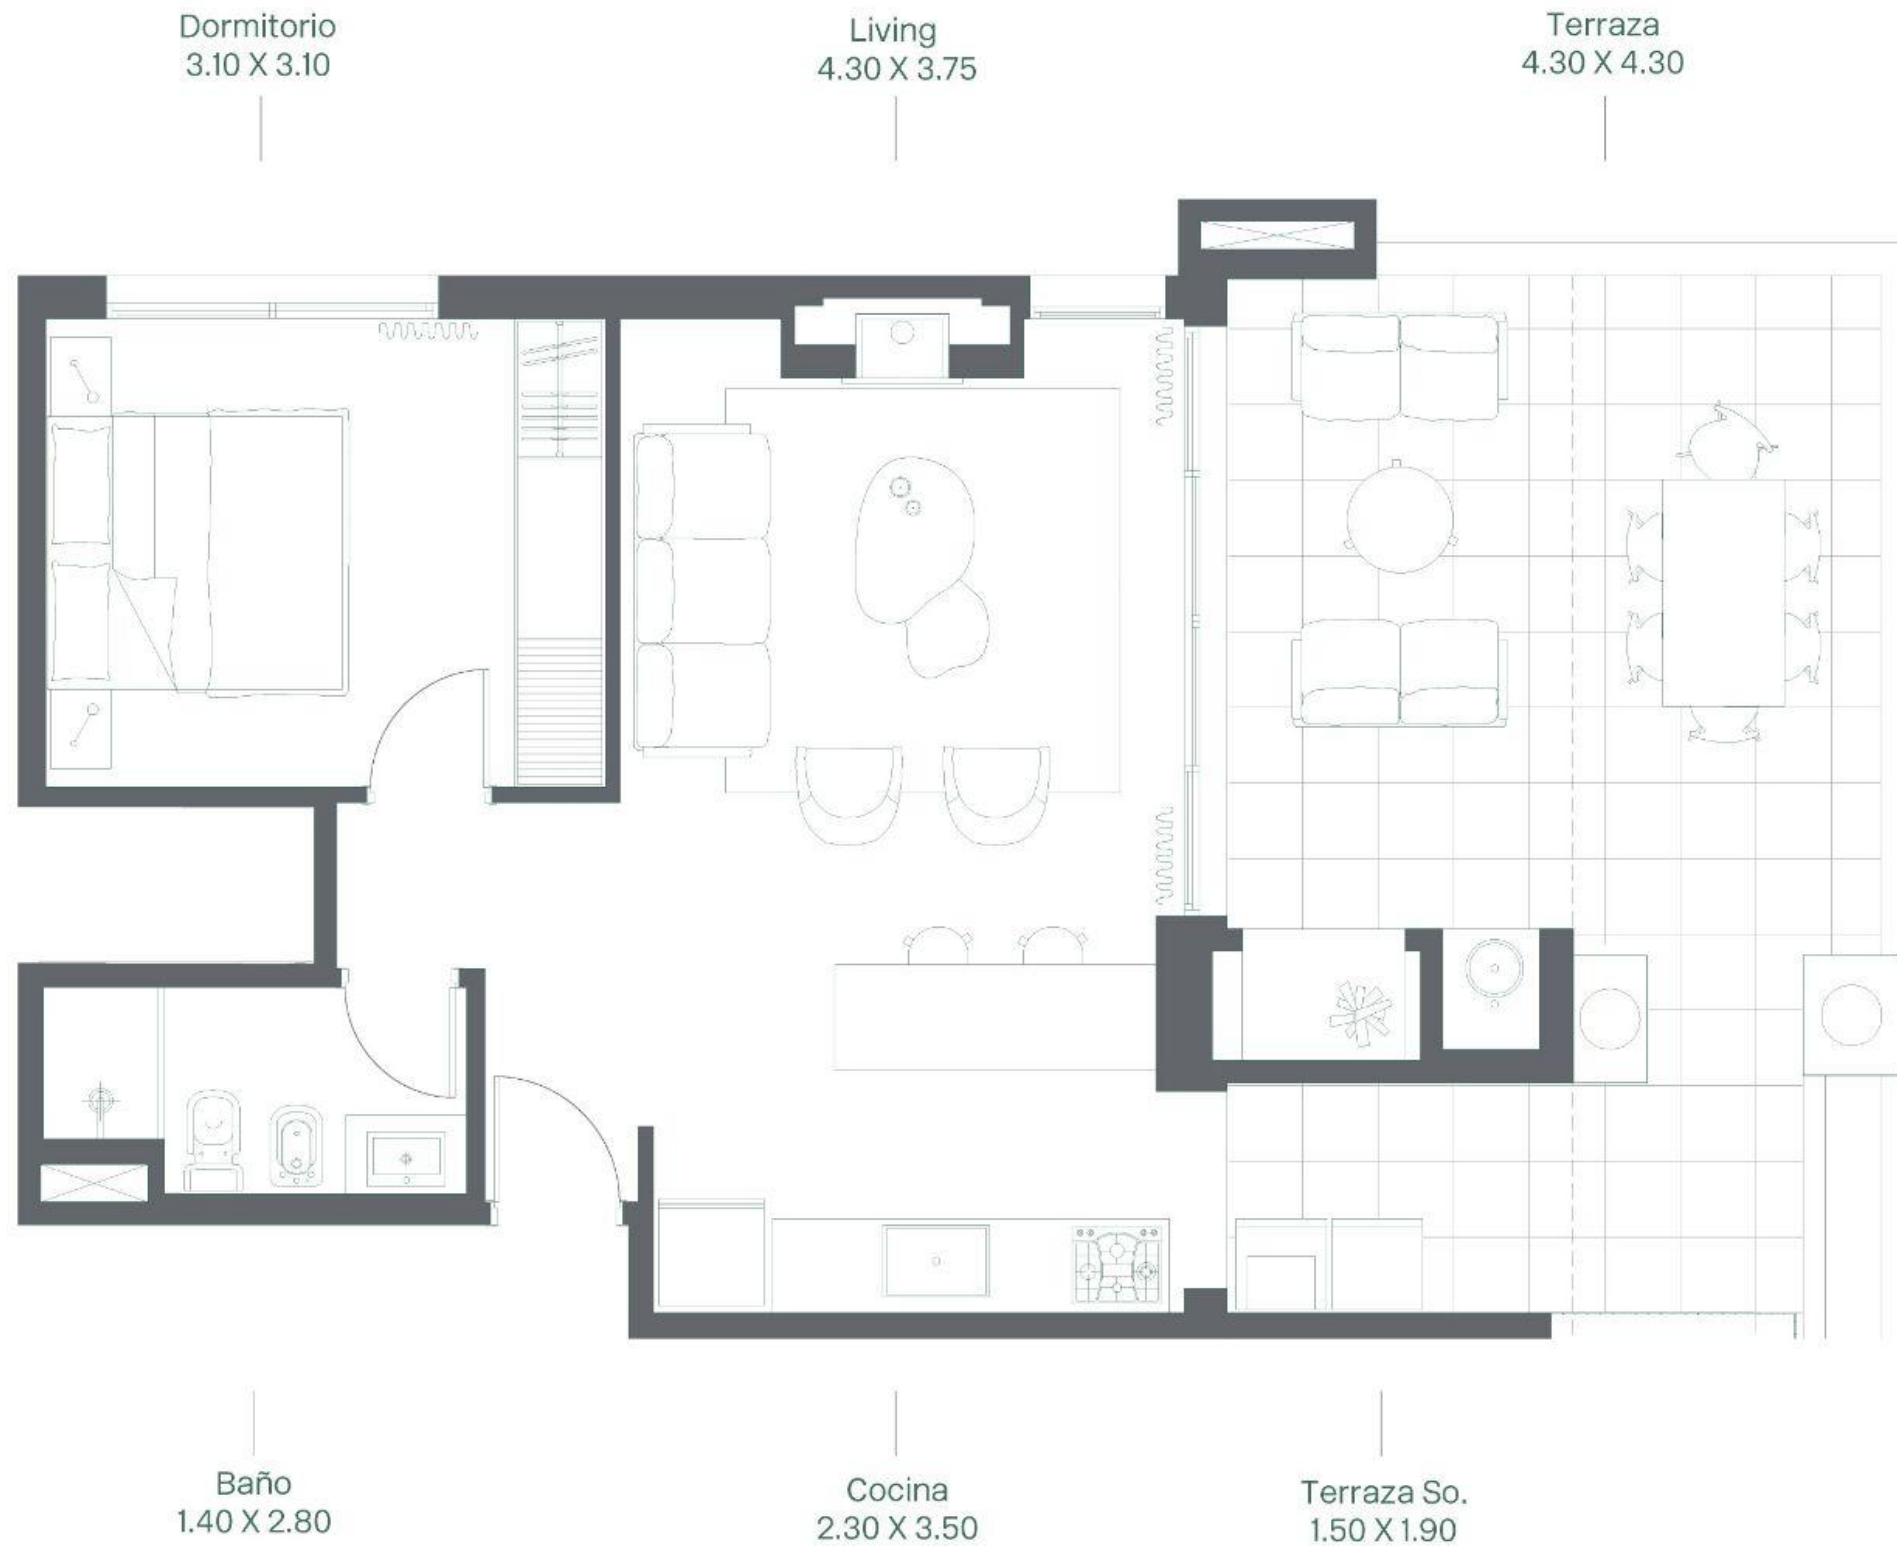 Dormitorio
3.10 X 3.10
Living
4.30 X 3.75
Terraza
4.30 X 4.30
Baño
1.40 X 2.80
Cocina
2.30 X 3.50
Terraza So.
1.50 X 1.90